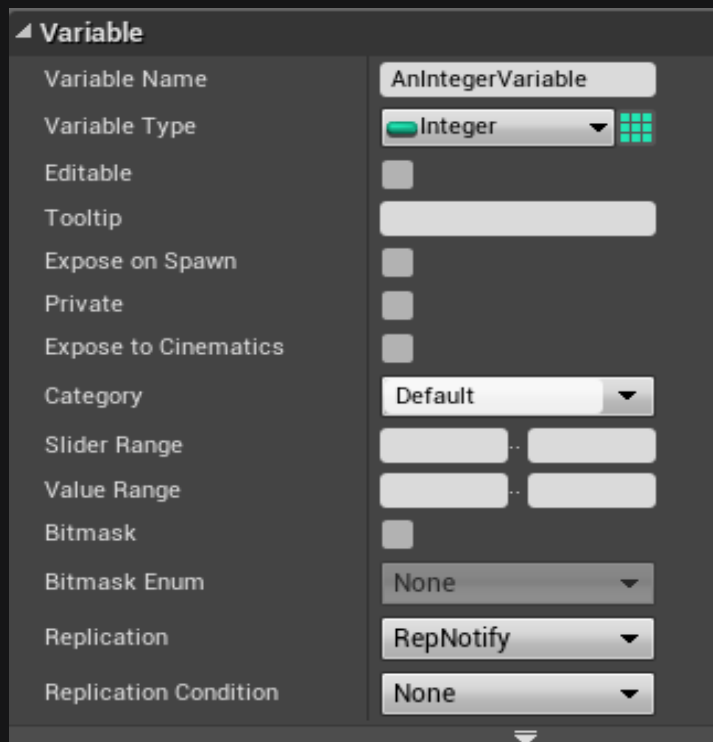 Variable
Variable Name AnIntegerVariable
Variable Type Integer
Editable
Tooltip
Expose on Spawn
Private
Expose to Cinematics
Category Default
Slider Range ..
Value Range ..
Bitmask
Bitmask Enum None
Replication RepNotify
Replication Condition None